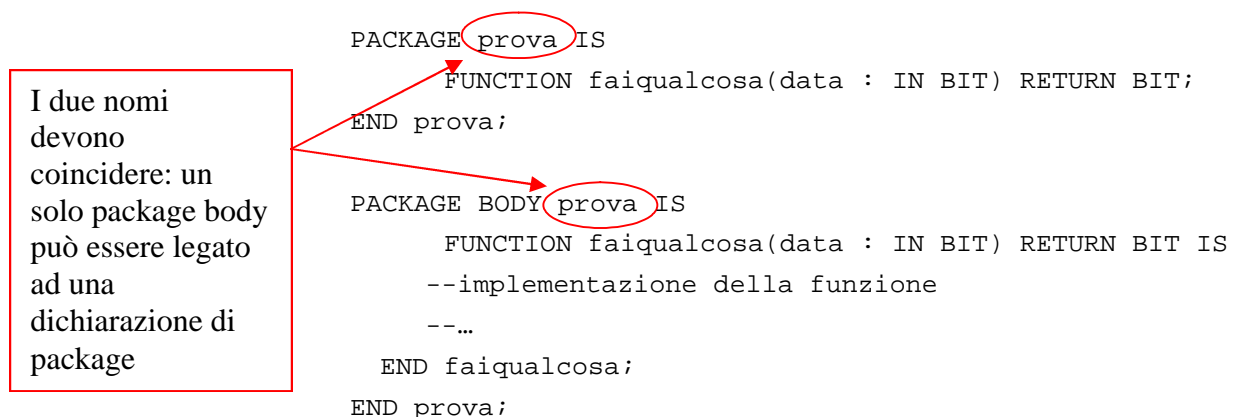 PACKAGE prova IS
FUNCTION faiqualcosa(data : IN BIT) RETURN BIT;
END prova;
PACKAGE BODY prova IS
FUNCTION faiqualcosa(data : IN BIT) RETURN BIT IS
--implementazione della funzione
--…
END faiqualcosa;
END prova;
I due nomi
devono
coincidere: un
solo package body
può essere legato
ad una
dichiarazione di
package